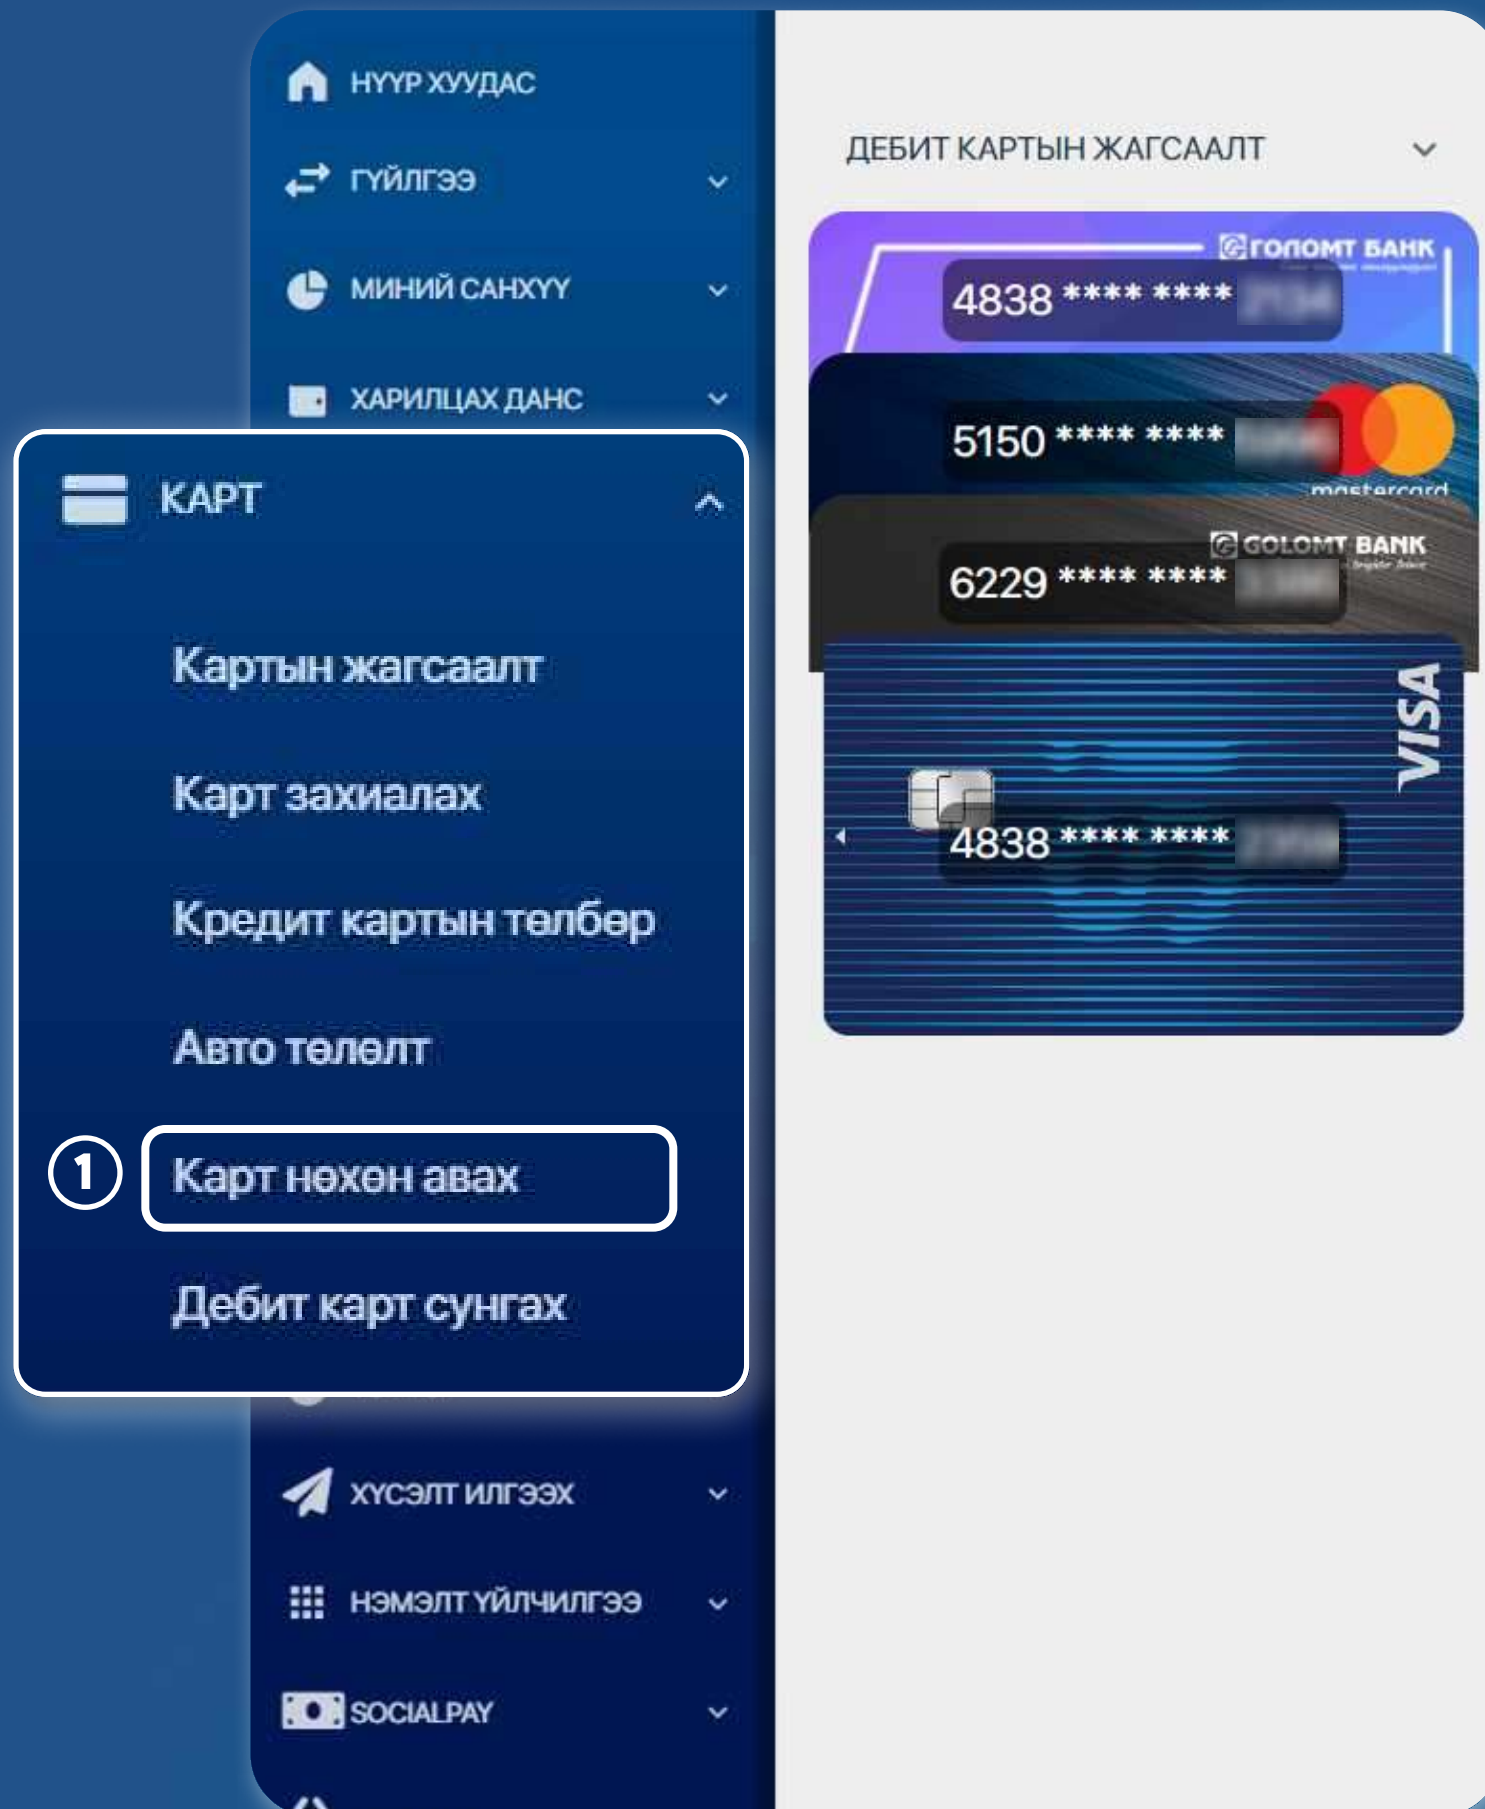 НҮҮР ХУУДАС
ГҮЙЛГЭЭ
МИНИЙ САНХҮҮ
ХАРИЛЦАХ ДАНС
КАРТ
Картын жагсаалт
Карт захиалах
Кредит картын төлбөр
Авто төлөлт
1
Карт нөхөн авах
Дебит карт сунгах
ХҮСЭЛТ ИЛГЭЭХ
НЭМЭЛТ ҮЙЛЧИЛГЭЭ
SOCIALPAY
ДЕБИТ КАРТЫН ЖАГСААЛТ
ГОЛОМТ БАНК
4838 **** ****
5150 **** ****
mastercard
GOLOMT BANK
6229 **** ****
VISA
4838 **** ****